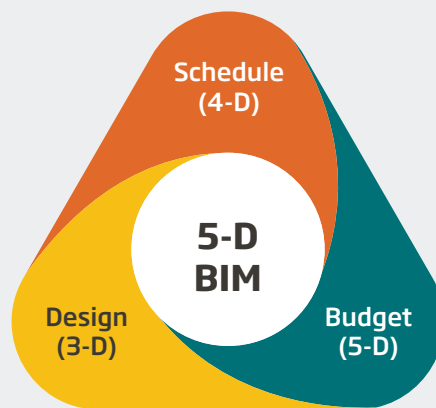 Schedule
(4-D)
5-D
BIM
Design
(3-D)
Budget
(5-D)